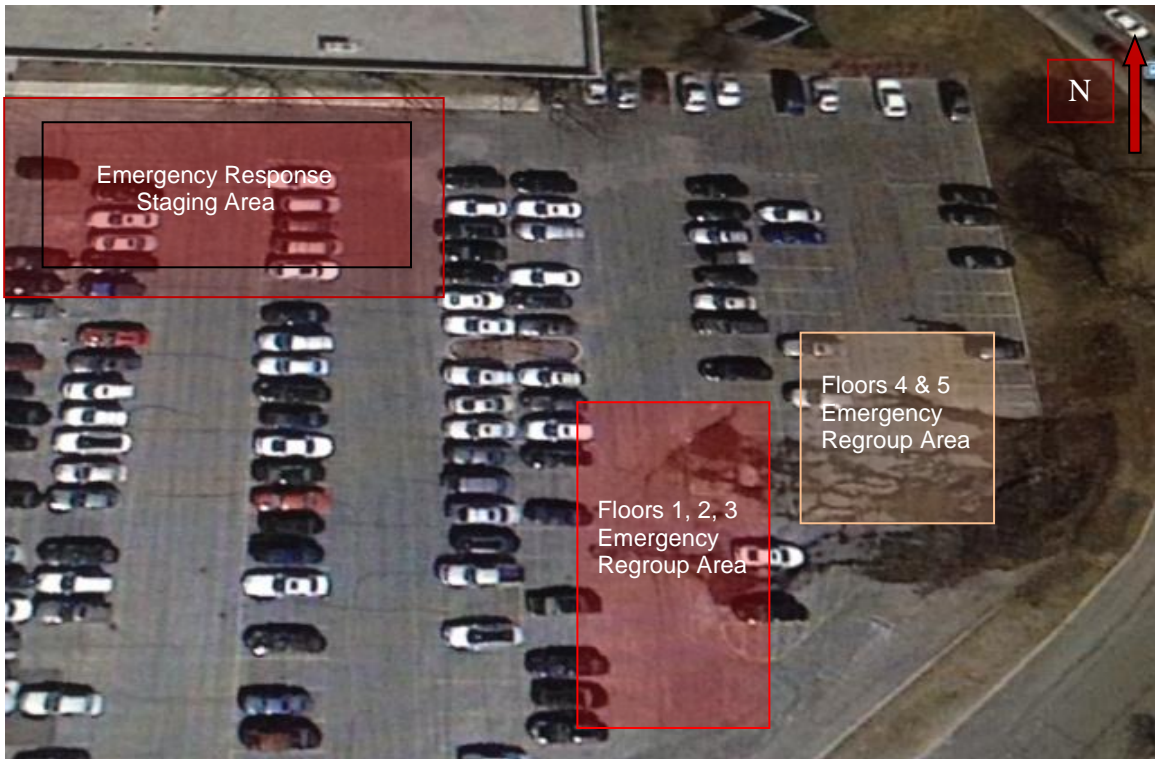 N
Emergency Response
Staging Area
Floors 4 & 5
Emergency
Regroup Area
Floors 1, 2, 3
Emergency
Regroup Area